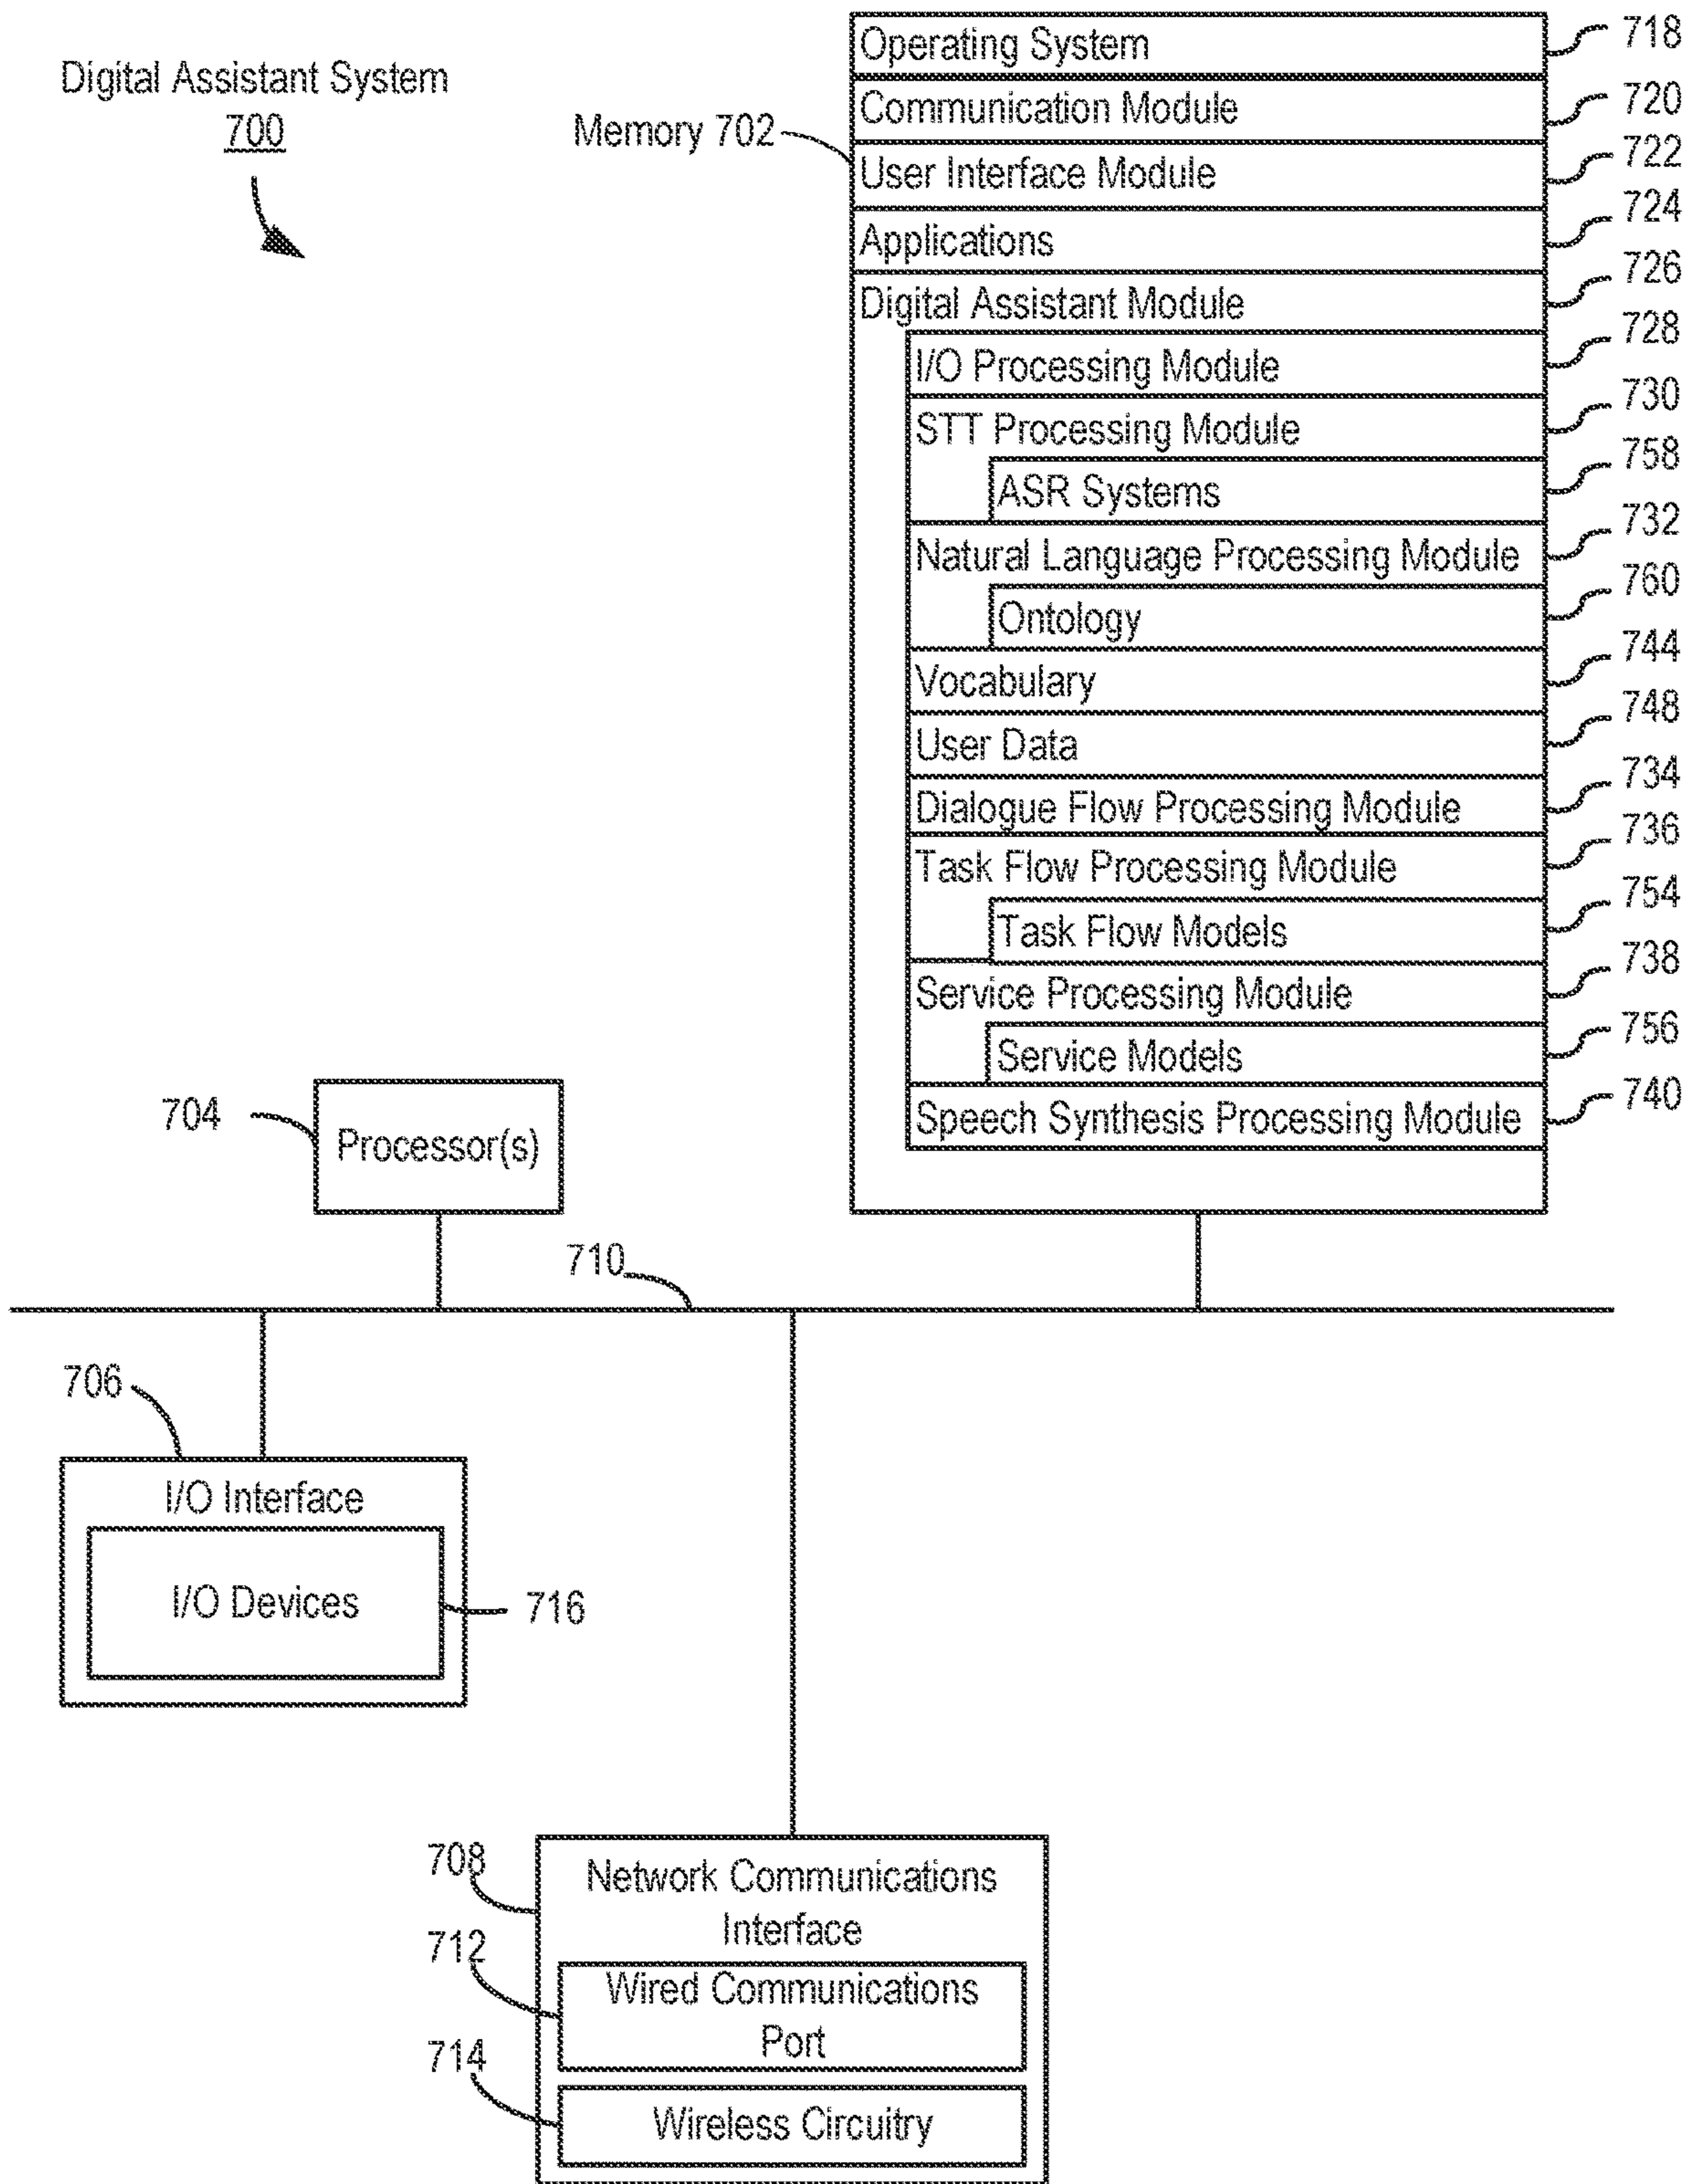 Digital Assistant System
700
Memory 702
Operating System 718
Communication Module 720
User Interface Module 722
Applications 724
Digital Assistant Module 726
I/O Processing Module 728
STT Processing Module 730
ASR Systems 758
Natural Language Processing Module 732
Ontology 760
Vocabulary 744
User Data 748
Dialogue Flow Processing Module 734
Task Flow Processing Module 736
Task Flow Models 754
Service Processing Module 738
Service Models 756
Speech Synthesis Processing Module 740
704
Processor(s)
710
706
I/O Interface
I/O Devices
716
708
Network Communications
Interface
712
Wired Communications
Port
714
Wireless Circuitry